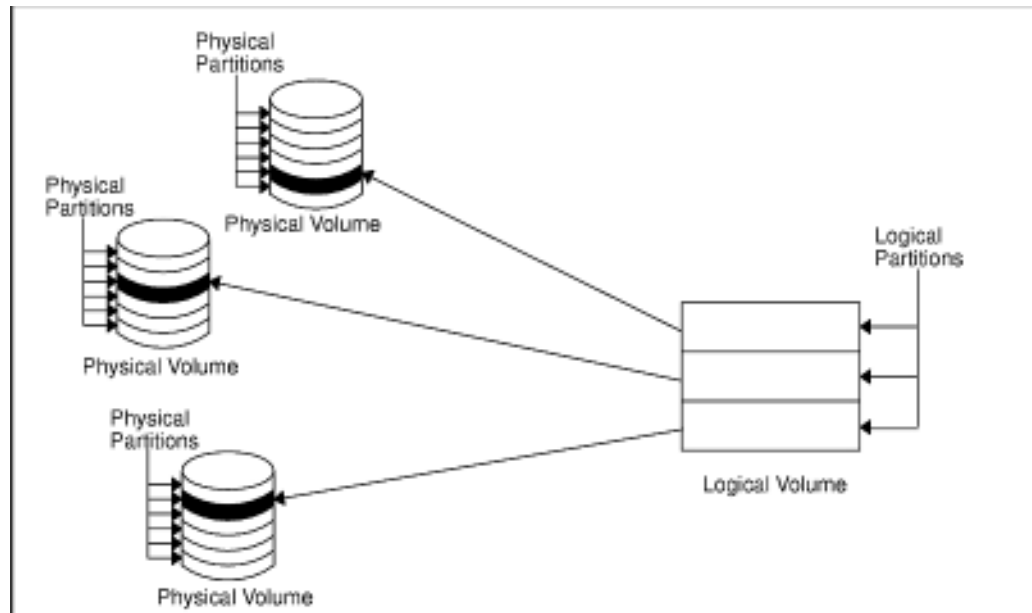 Physical
Partitions
Physical Volume
Physical
Partitions
Physical Volume
Logical
Partitions
Physical
Partitions
Logical Volume
Physical Volume